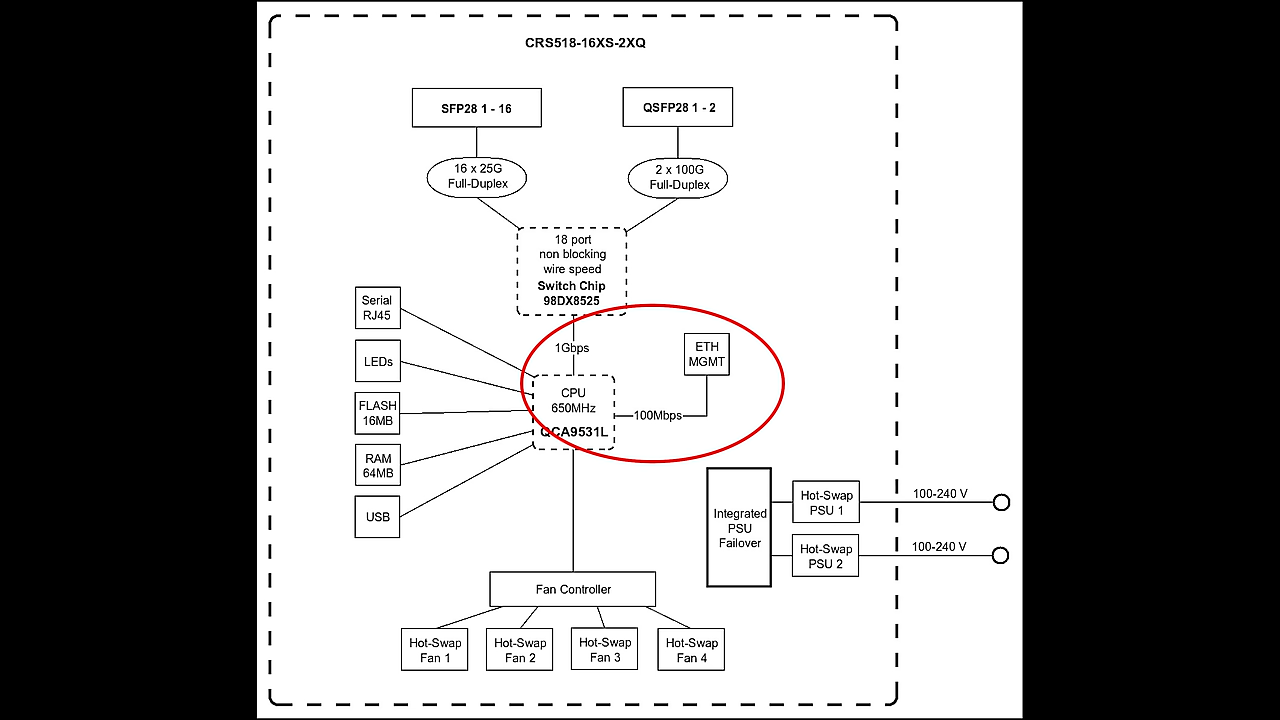 CRS518-16XS-2XQ
SFP28 1 - 16
QSFP28 1 - 2
16 x 25G
Full-Duplex
2 x 100G
Full-Duplex
18 port
non blocking
wire speed
Switch Chip
98DX8525
Serial
RJ45
1Gbps
ETH
MGMT
LEDs
CPU
650MHz
QCA9531L
100Mbps
FLASH
16MB
RAM
64MB
USB
Integrated
PSU
Failover
Hot-Swap
PSU 1
100-240 V
Hot-Swap
PSU 2
100-240 V
Fan Controller
Hot-Swap
Fan 1
Hot-Swap
Fan 2
Hot-Swap
Fan 3
Hot-Swap
Fan 4